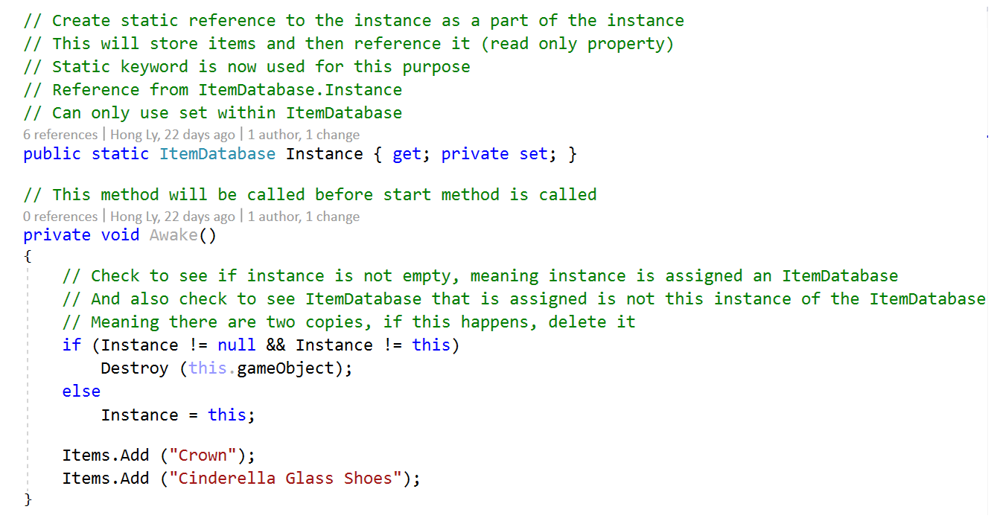 // Create static reference to the instance as a part of the instance
// This will store items and then reference it (read only property)
// Static keyword is now used for this purpose
// Reference from ItemDatabase.Instance
// Can only use set within ItemDatabase
6 references | Hong Ly, 22 days ago | 1 author, 1 change
public static ItemDatabase Instance { get; private set; }
// This method will be called before start method is called
0 references | Hong Ly, 22 days ago | 1 author, 1 change
private void Awake()
{
// Check to see if instance is not empty, meaning instance is assigned an ItemDatabase
// And also check to see ItemDatabase that is assigned is not this instance of the ItemDatabase
// Meaning there are two copies, if this happens, delete it
if (Instance != null && Instance != this)
Destroy (this.gameObject);
else
Instance = this;
Items.Add ("Crown");
Items.Add ("Cinderella Glass Shoes");
}